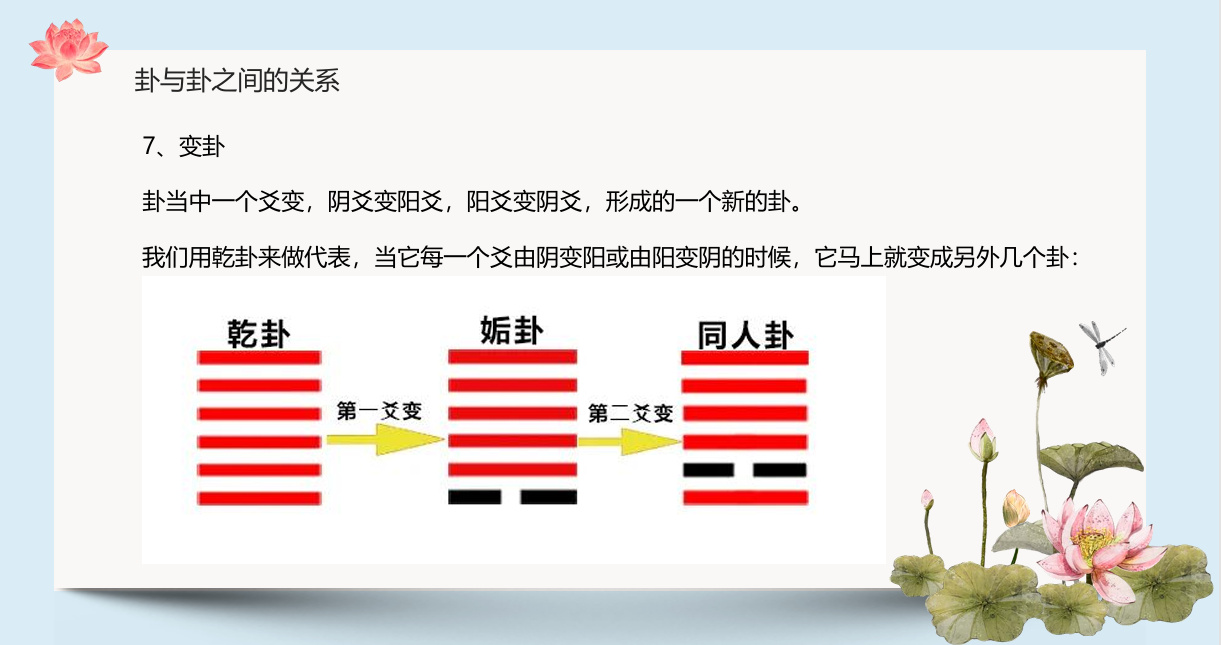 卦与卦之间的关系
7、变卦
卦当中一个爻变，阴爻变阳爻，阳爻变阴爻，形成的一个新的卦。
我们用乾卦来做代表，当它每一个爻由阴变阳或由阳变阴的时候，它马上就变成另外几个卦：
乾卦 姤卦 同人卦
第一爻变 第二爻变